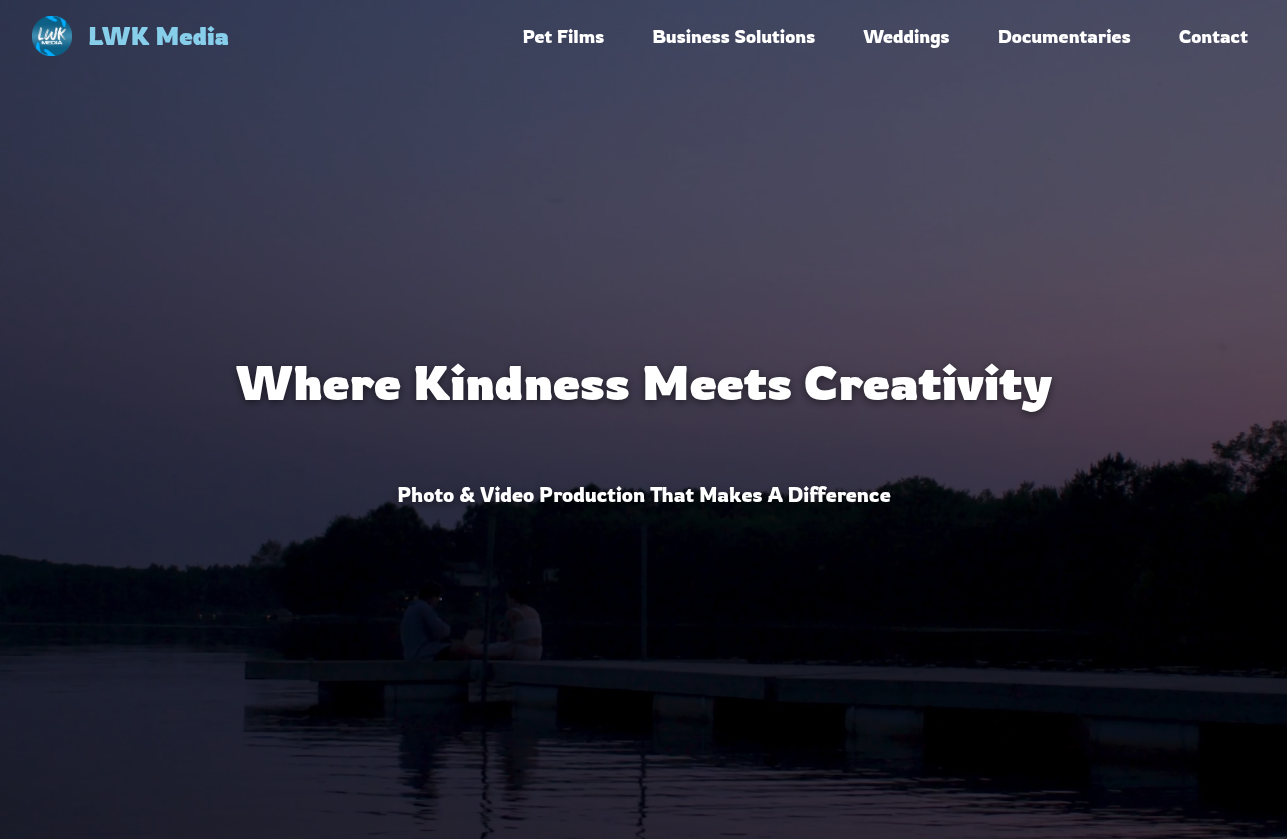 LWK
MEDIA
LWK Media
Pet Films
Business Solutions
Weddings
Documentaries
Contact
Where Kindness Meets Creativity
Photo & Video Production That Makes A Difference